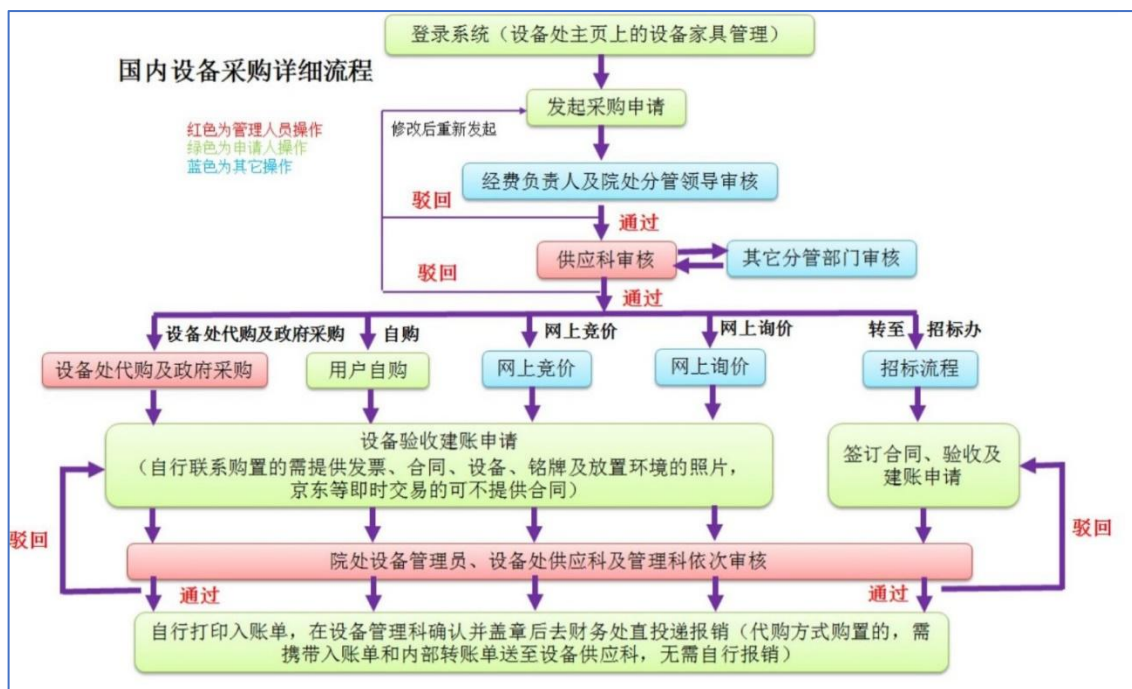 登录系统（设备处主页上的设备家具管理）
国内设备采购详细流程
发起采购申请
红色为管理人员操作
绿色为申请人操作
蓝色为其它操作
修改后重新发起
经费负责人及院处分管领导审核
驳回
通过
供应科审核
其它分管部门审核
驳回
通过
设备处代购及政府采购
自购
网上竞价
网上询价
转至
招标办
设备处代购及政府采购
用户自购
网上竞价
网上询价
招标流程
设备验收建账申请
（自行联系购置的需提供发票、合同、设备、铭牌及放置环境的照片，
京东等即时交易的可不提供合同）
签订合同、验收及
建账申请
驳回
驳回
院处设备管理员、设备处供应科及管理科依次审核
通过
通过
自行打印入账单，在设备管理科确认并盖章后去财务处直投递报销（代购方式购置的，需
携带入账单和内部转账单送至设备供应科，无需自行报销）